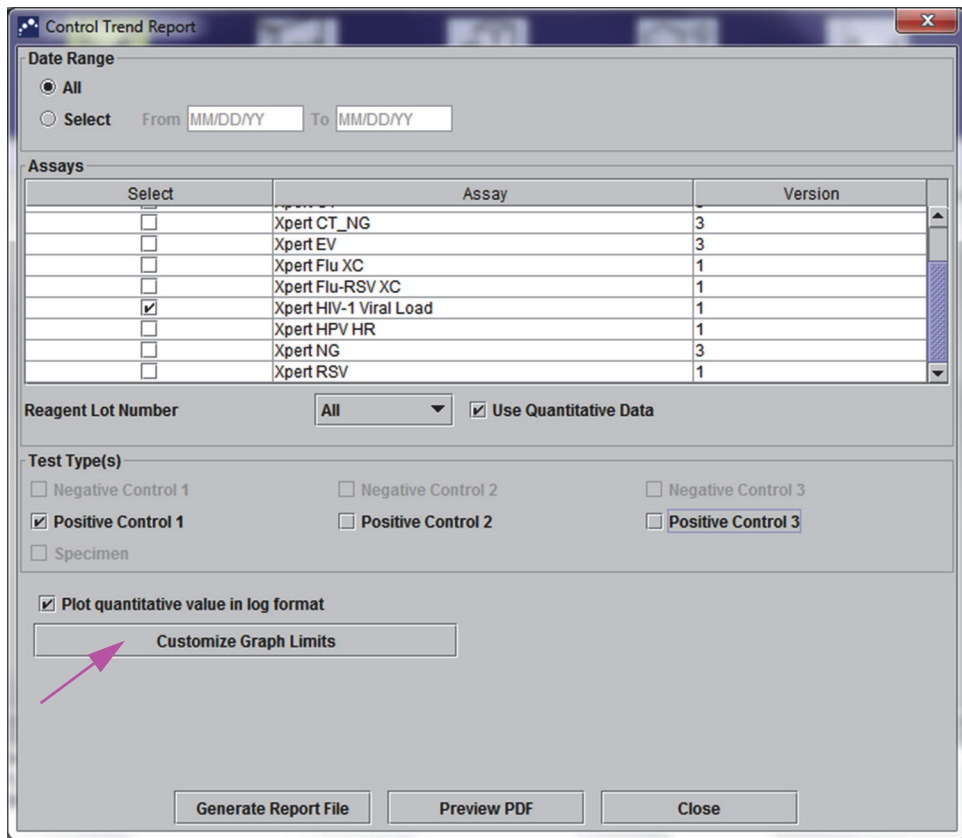 Control Trend Report
Date Range
All
Select From MM/DD/YY To MM/DD/YY
Assays
Select Assay Version
Xpert CT_NG 3
Xpert EV 3
Xpert Flu XC 1
Xpert Flu-RSV XC 1
Xpert HIV-1 Viral Load 1
Xpert HPV HR 1
Xpert NG 3
Xpert RSV 1
Reagent Lot Number All Use Quantitative Data
Test Type(s)
Negative Control 1 Negative Control 2 Negative Control 3
Positive Control 1 Positive Control 2 Positive Control 3
Specimen
Plot quantitative value in log format
Customize Graph Limits
Generate Report File Preview PDF Close